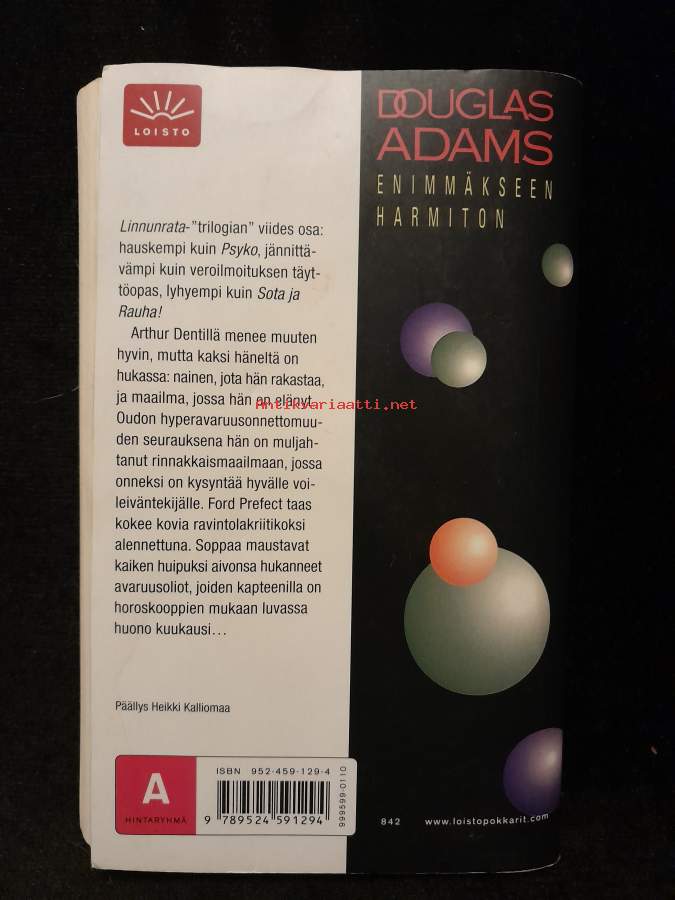 LOISTO
DOUGLAS
ADAMS
ENIMMÄKSEEN
HARMITON
Linnunrata-"trilogian" viides osa:
hauskempi kuin Psyko, jännittä-
vämpi kuin veroilmoituksen täyt-
töopas, lyhyempi kuin Sota ja
Rauha!
Arthur Dentillä menee muuten
hyvin, mutta kaksi häneltä on
hukassa: nainen, jota hän rakastaa,
ja maailma, jossa hän on elänyt.
Antikvariaatti.net
Oudon hyperavaruusonnettomuu-
den seurauksena hän on muljah-
tanut rinnakkaismaailmaan, jossa
onneksi on kysyntää hyvälle voi-
leiväntekijälle. Ford Prefect taas
kokee kovia ravintolakriitikoksi
alennettuna. Soppaa maustavat
kaiken huipuksi aivonsa hukanneet
avaruusoliot, joiden kapteenilla on
horoskooppien mukaan luvassa
huono kuukausi...
Päällys Heikki Kalliomaa
A
HINTARYHMÄ
ISBN 952-459-129-4
9 789524 591294
999599-0110
842 www.loistopokkarit.com